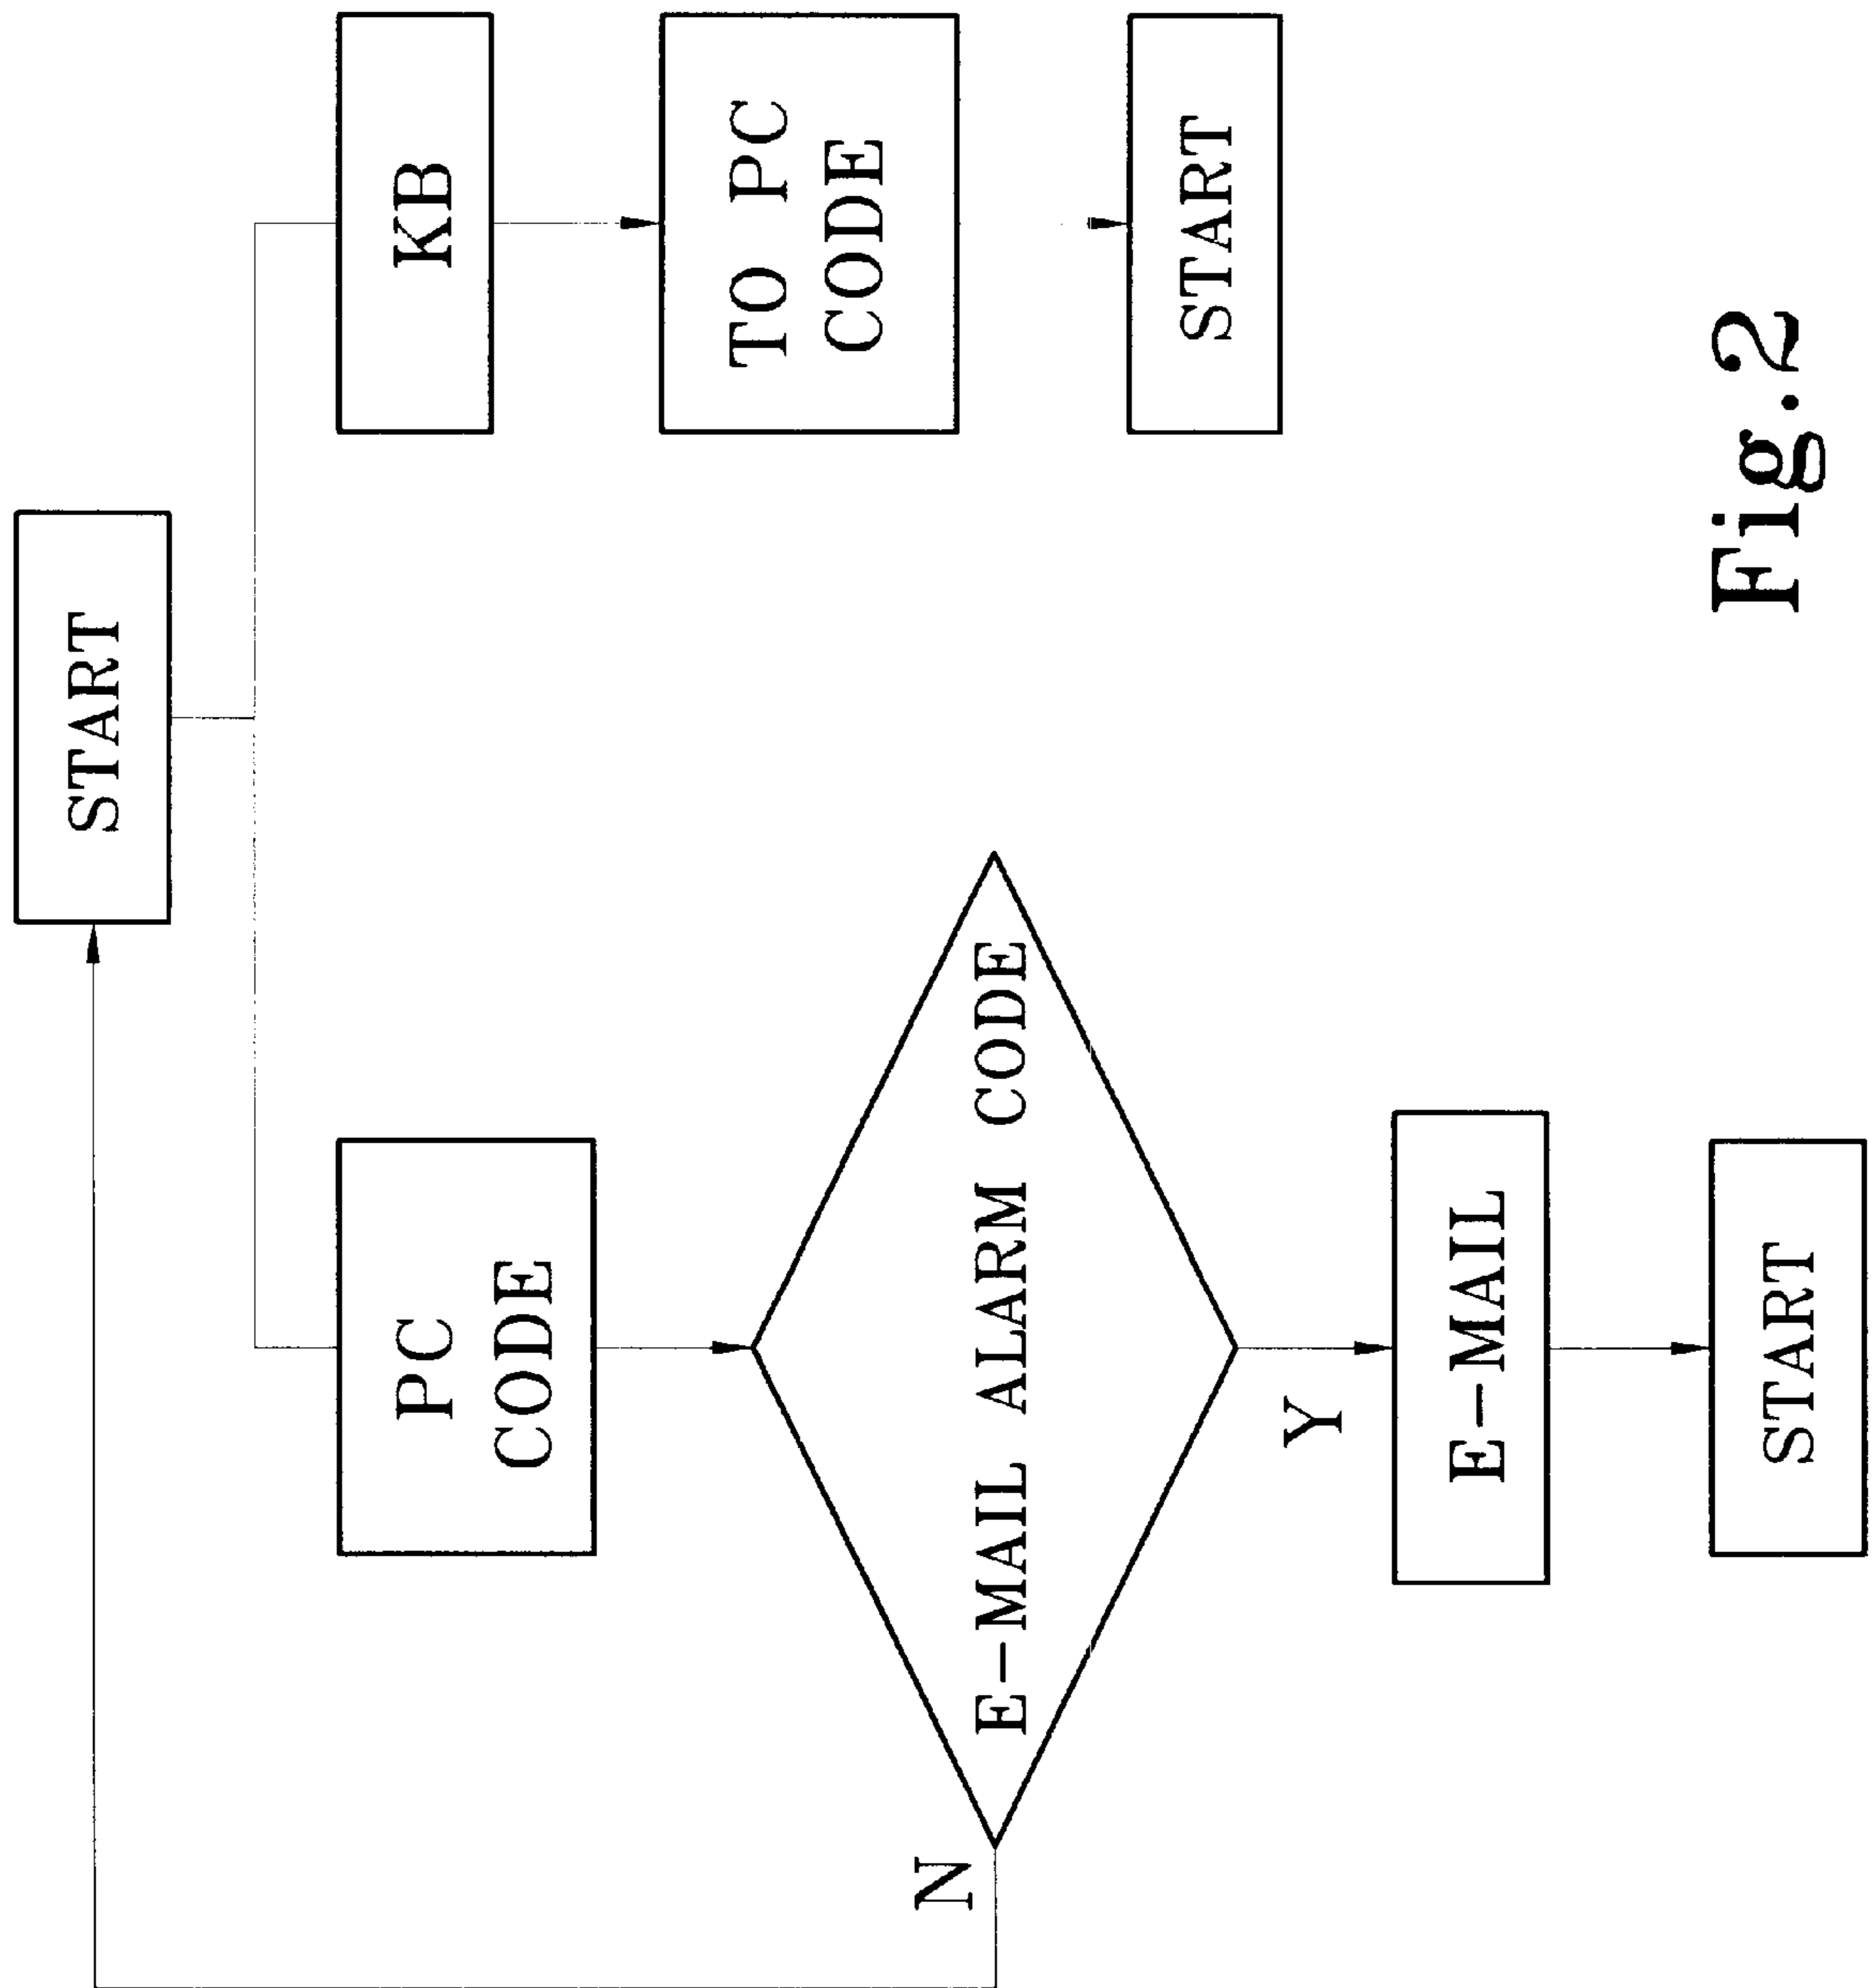 START
PC
CODE
KB
E-MAIL ALARM CODE
N
Y
TO PC
CODE
START
E-MAIL
START
Fig.2